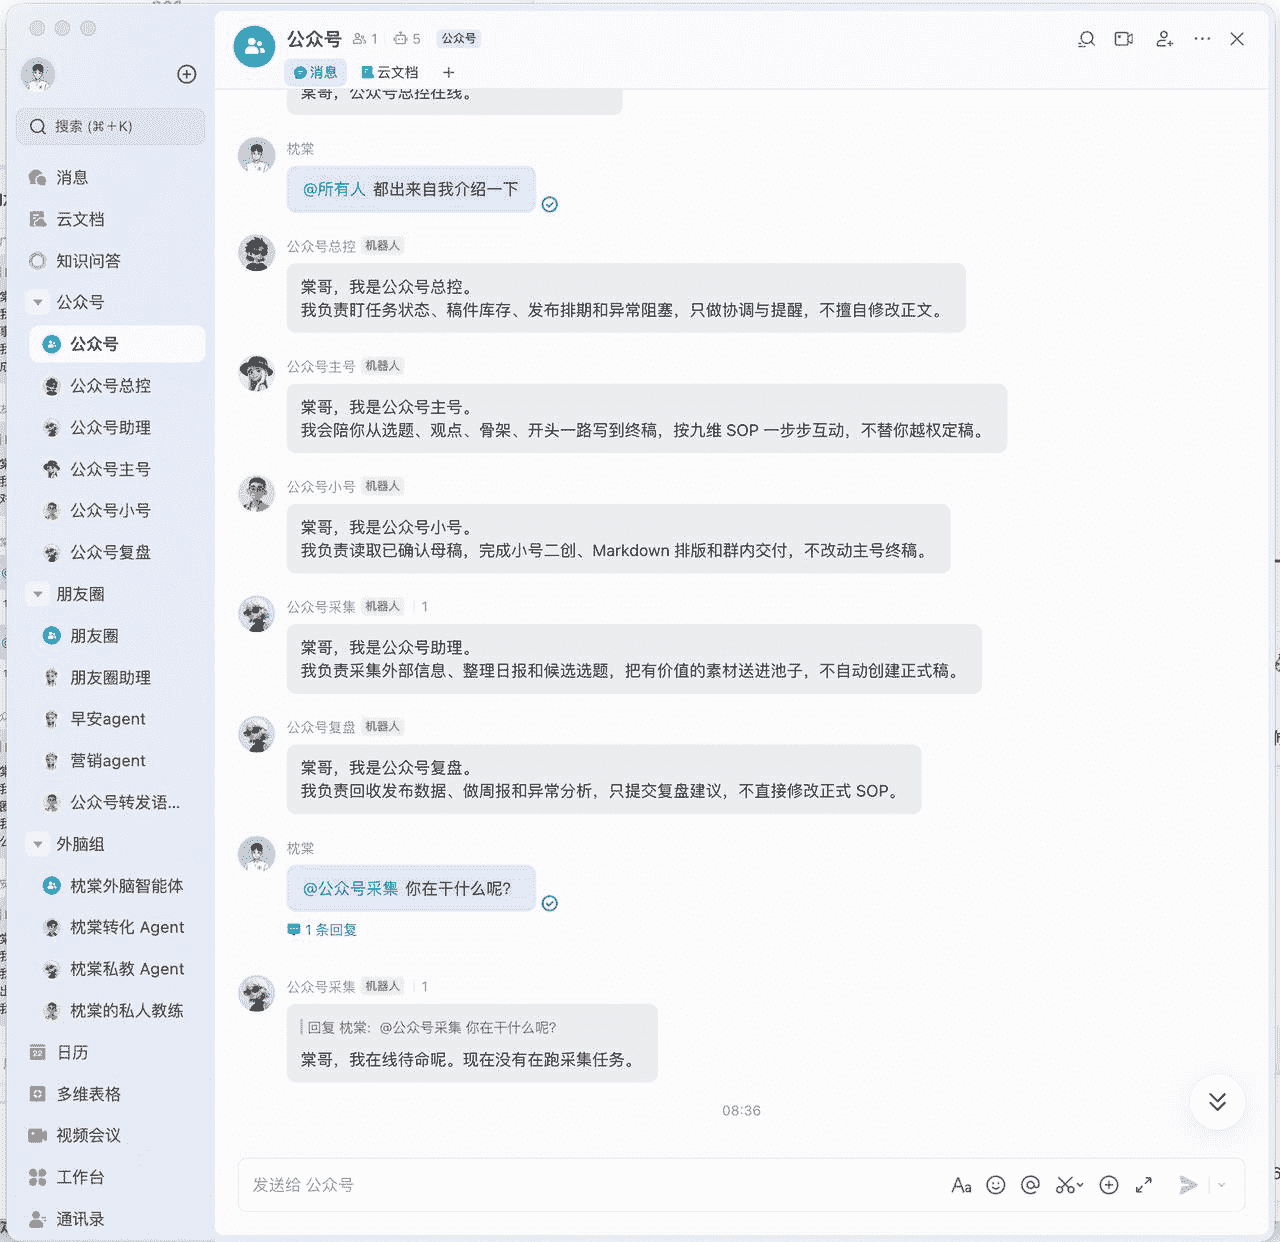 搜索 (⌘+K)
消息
云文档
知识问答
公众号
公众号
公众号总控
公众号助理
公众号主号
公众号小号
公众号复盘
朋友圈
朋友圈
朋友圈助理
早安agent
营销agent
公众号转发语...
外脑组
枕棠外脑智能体
枕棠转化 Agent
枕棠私教 Agent
枕棠的私人教练
日历
22
多维表格
视频会议
工作台
通讯录
公众号 1 5 公众号
消息 云文档
棠哥，公众号总控在线。
枕棠
@所有人 都出来自我介绍一下
公众号总控 机器人
棠哥，我是公众号总控。
我负责盯任务状态、稿件库存、发布排期和异常阻塞，只做协调与提醒，不擅自修改正文。
公众号主号 机器人
棠哥，我是公众号主号。
我会陪你从选题、观点、骨架、开头一路写到终稿，按九维 SOP 一步步互动，不替你越权定稿。
公众号小号 机器人
棠哥，我是公众号小号。
我负责读取已确认母稿，完成小号二创、Markdown 排版和群内交付，不改动主号终稿。
公众号采集 机器人 1
棠哥，我是公众号助理。
我负责采集外部信息、整理日报和候选选题，把有价值的素材送进池子，不自动创建正式稿。
公众号复盘 机器人
棠哥，我是公众号复盘。
我负责回收发布数据、做周报和异常分析，只提交复盘建议，不直接修改正式 SOP。
枕棠
@公众号采集 你在干什么呢?
1 条回复
公众号采集 机器人 1
回复 枕棠: @公众号采集 你在干什么呢?
棠哥，我在线待命呢。现在没有在跑采集任务。
08:36
发送给 公众号
Aa